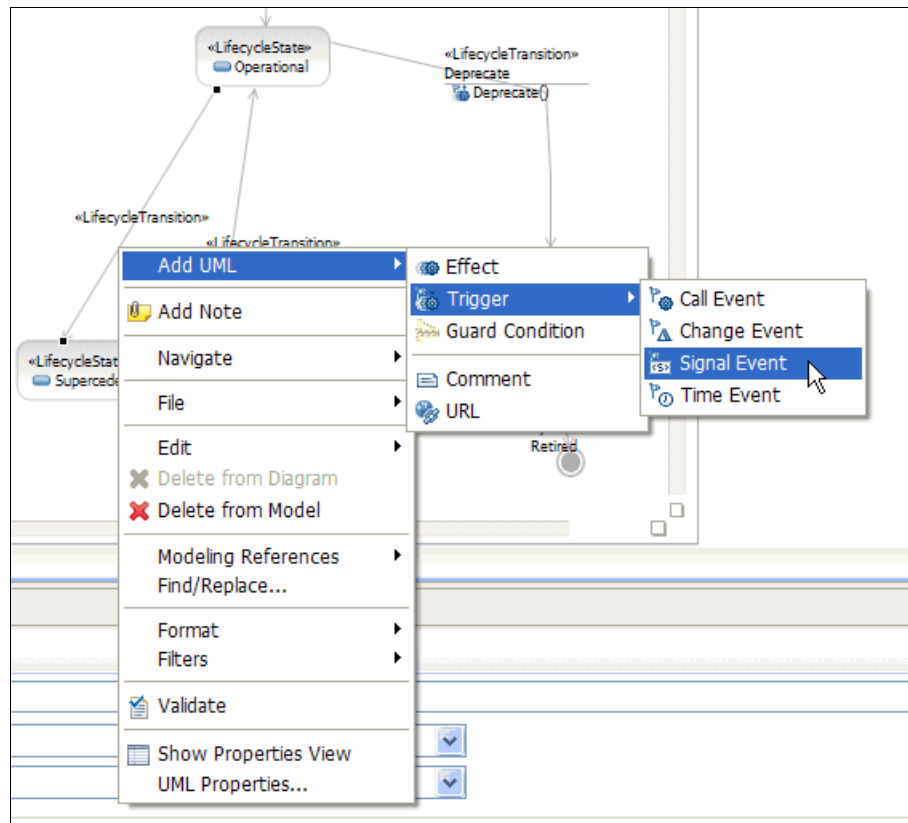 «LifecycleState»
Operational
«LifecycleTransition»
Deprecate
Deprecate()
«LifecycleTransition»
«LifecycleTransition»
Add UML
Effect
Trigger
Call Event
Add Note
Guard Condition
Change Event
Navigate
Signal Event
«LifecycleStat
Comment
Time Event
Supercede
File
URL
Edit
Retired
Delete from Diagram
Delete from Model
Modeling References
Find/Replace...
Format
Filters
Validate
Show Properties View
UML Properties...